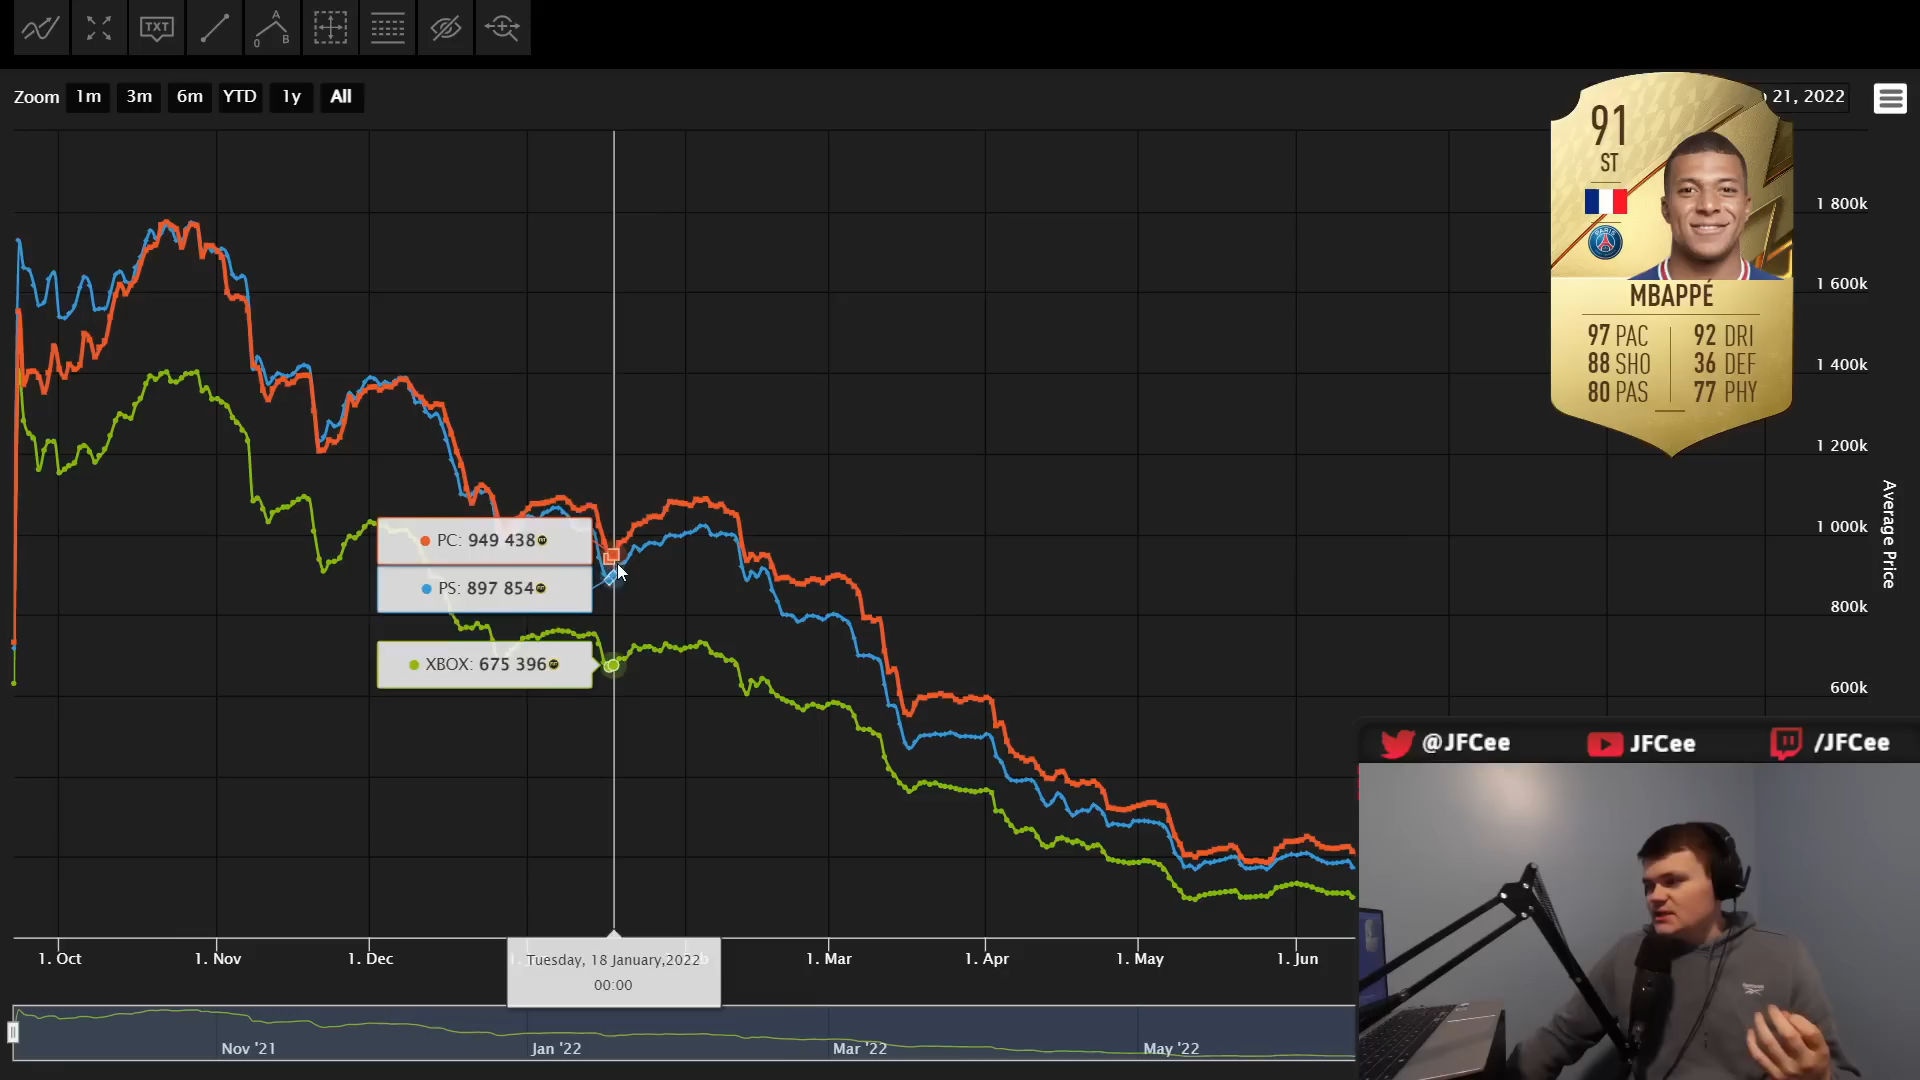 TXT
A
0 B
Zoom 1m 3m 6m YTD 1y All
21, 2022
91
ST
PARIS
MBAPPÉ
97 PAC
88 SHO
80 PAS
92 DRI
36 DEF
77 PHY
1 800k
1 600k
1 400k
1 200k
1 000k
800k
600k
Average Price
PC: 949 438
PS: 897 854
XBOX: 675 396
@JFCee
JFCee
/JFCee
1. Oct
1. Nov
1. Dec
1. Mar
1. Apr
1. May
1. Jun
Tuesday, 18 January,2022
00:00
Nov '21
Jan '22
Mar '22
May '22